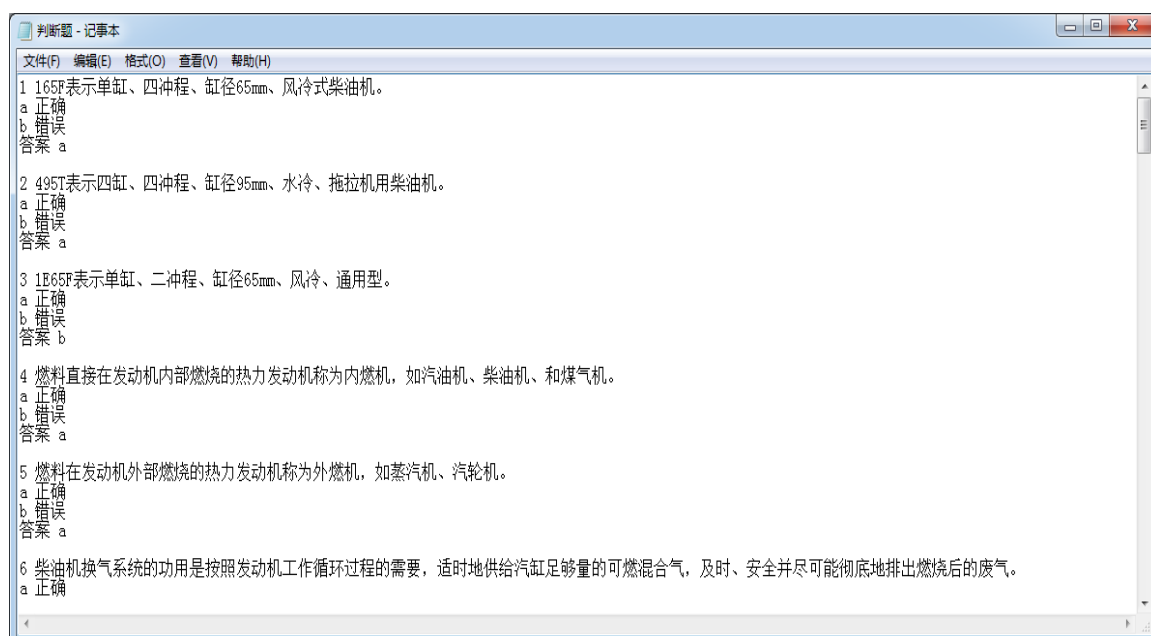 判断题 - 记事本
文件(F) 编辑(E) 格式(O) 查看(V) 帮助(H)
1 165F表示单缸、四冲程、缸径65mm、风冷式柴油机。
a 正确
b 错误
答案 a
2 495T表示四缸、四冲程、缸径95mm、水冷、拖拉机用柴油机。
a 正确
b 错误
答案 a
3 1E65F表示单缸、二冲程、缸径65mm、风冷、通用型。
a 正确
b 错误
答案 b
4 燃料直接在发动机内部燃烧的热力发动机称为内燃机，如汽油机、柴油机、和煤气机。
a 正确
b 错误
答案 a
5 燃料在发动机外部燃烧的热力发动机称为外燃机，如蒸汽机、汽轮机。
a 正确
b 错误
答案 a
6 柴油机换气系统的功用是按照发动机工作循环过程的需要，适时地供给汽缸足够量的可燃混合气，及时、安全并尽可能彻底地排出燃烧后的废气。
a 正确